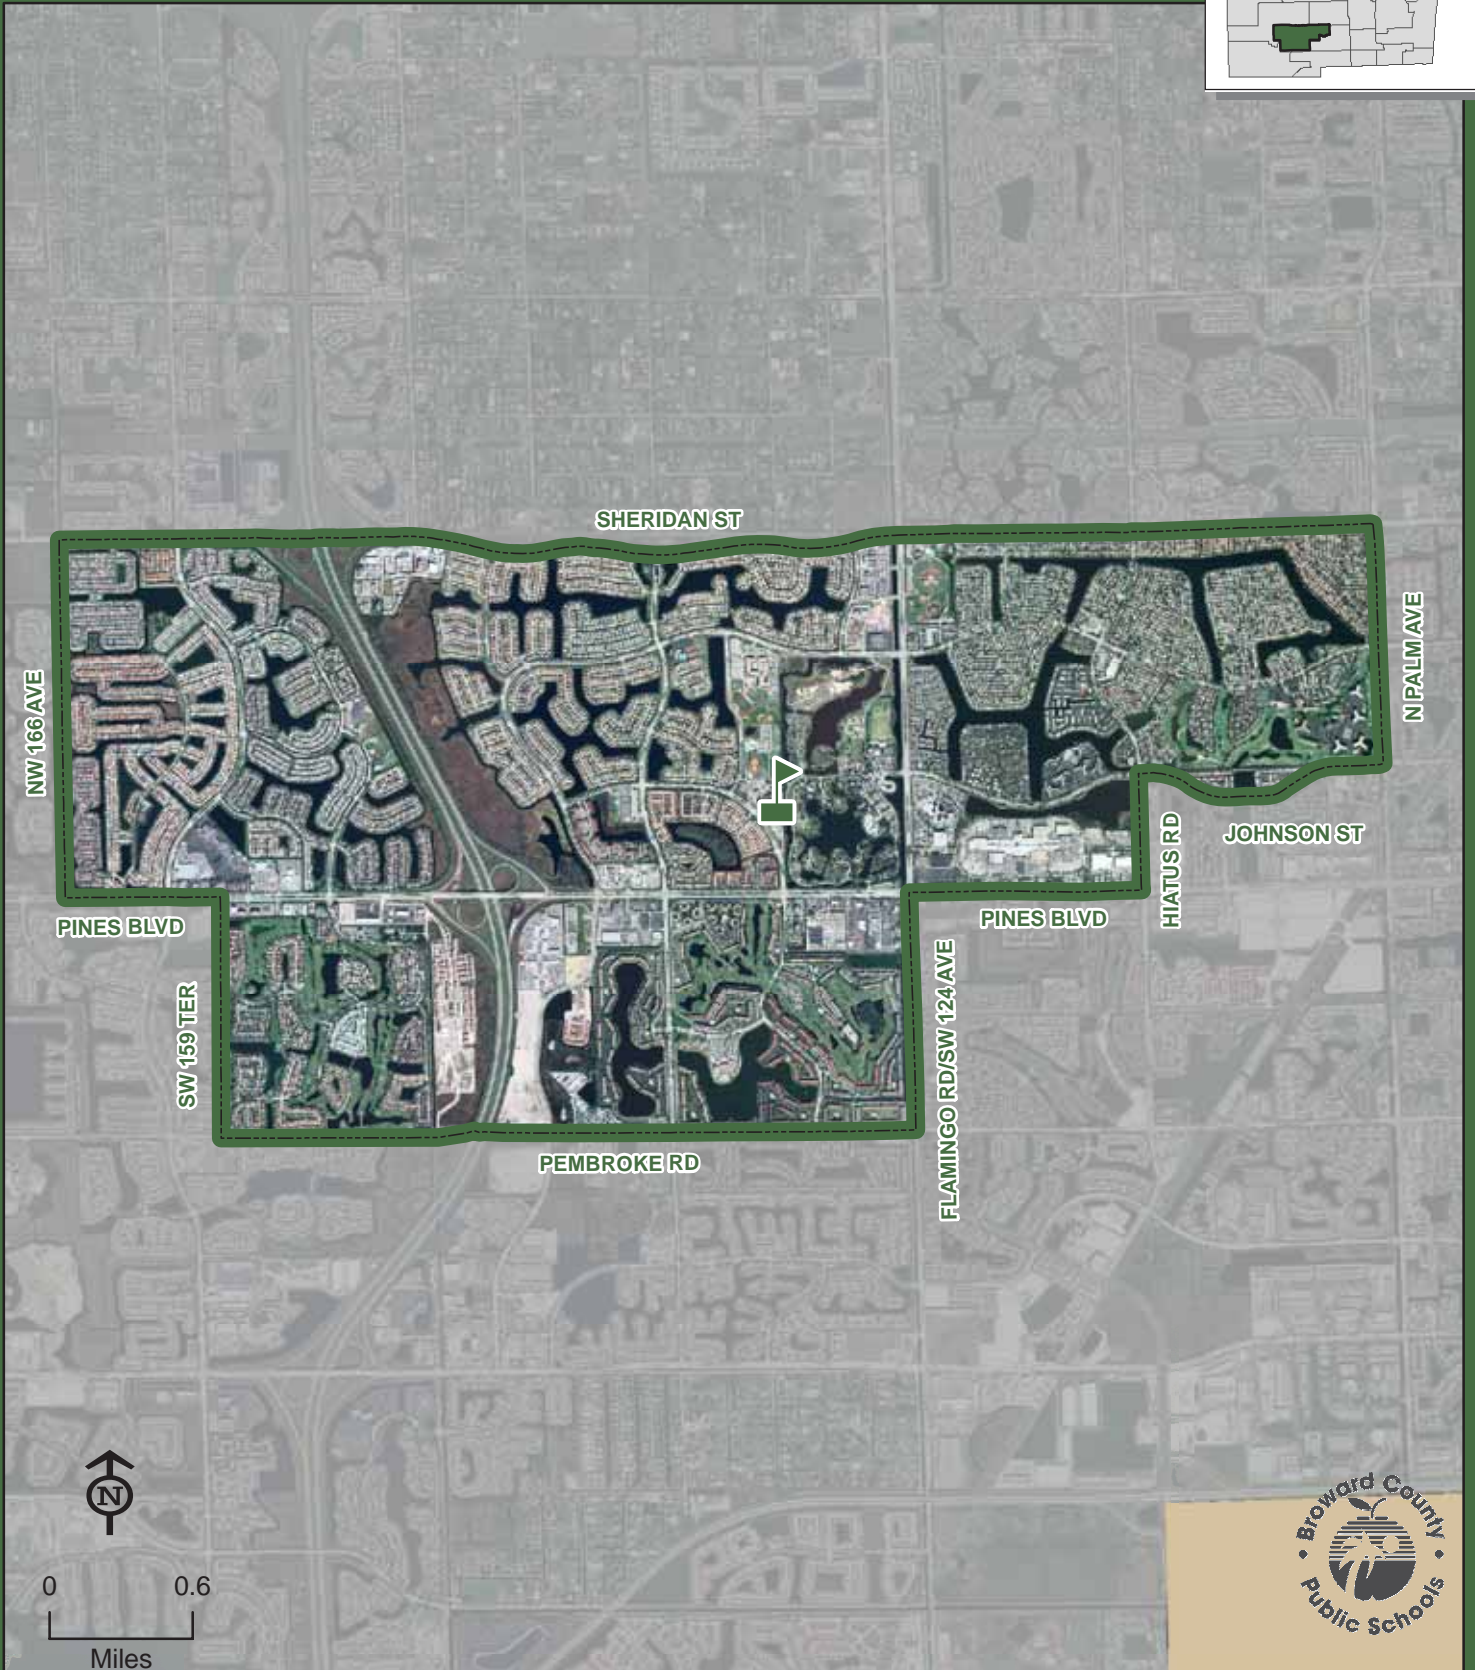 SHERIDAN ST
NW 166 AVE
N PALM AVE
JOHNSON ST
HIATUS RD
PINES BLVD
PINES BLVD
SW 159 TER
FLAMINGO RD/SW 124 AVE
PEMBROKE RD
N
0 0.6
Miles
Broward County
Public Schools